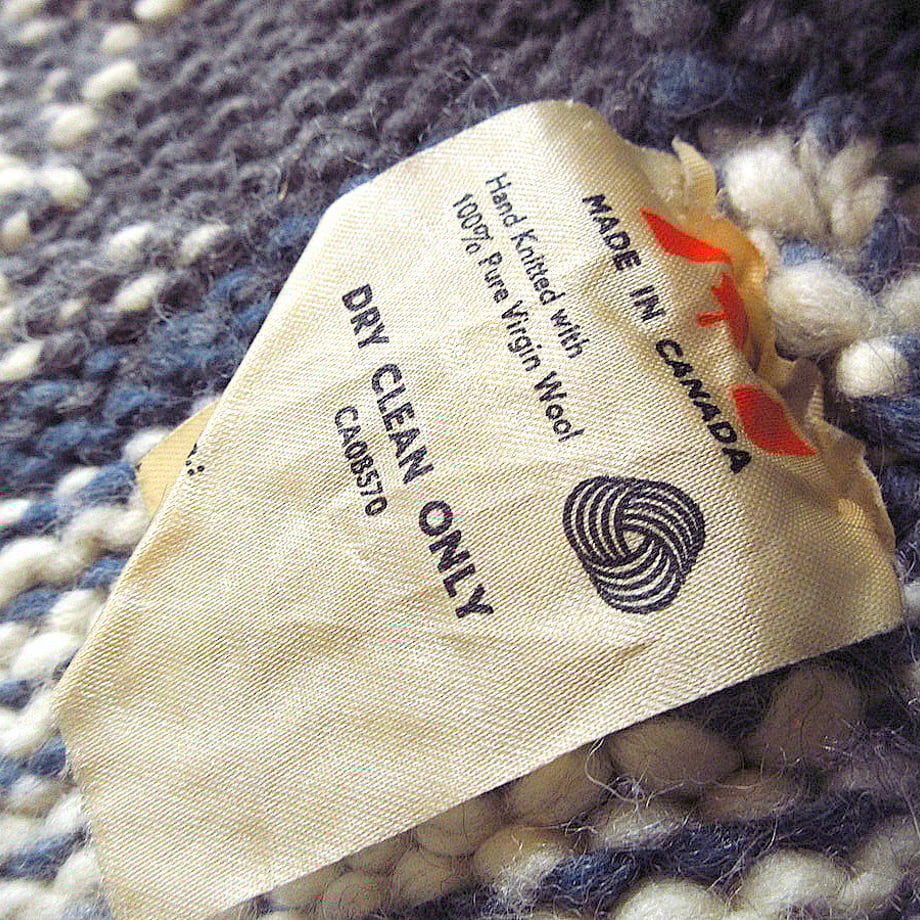 MADE IN CANADA
Hand Knitted with
100% Pure Virgin Wool
DRY CLEAN ONLY
CA08570